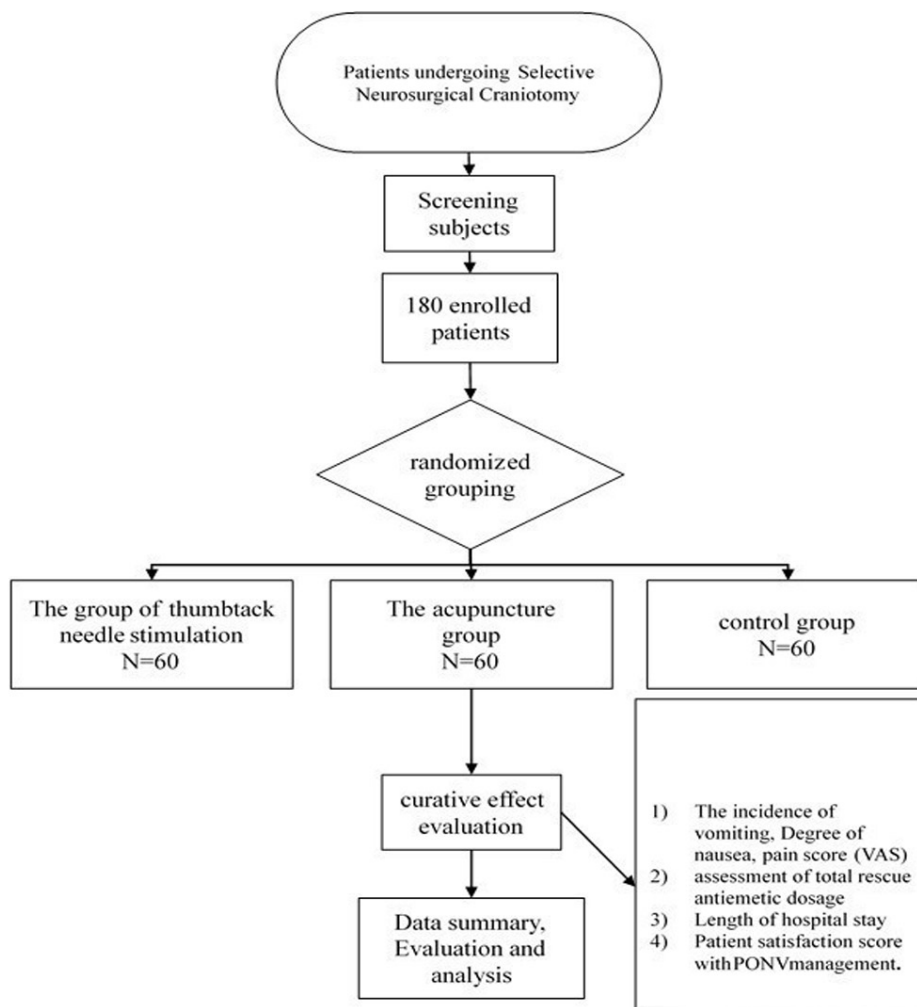 Patients undergoing Selective
Neurosurgical Craniotomy
Screening
subjects
180 enrolled
patients
randomized
grouping
The group of thumbtack
needle stimulation
N=60
The acupuncture
group
N=60
control group
N=60
curative effect
evaluation
1) The incidence of
vomiting, Degree of
nausea, pain score (VAS)
2) assessment of total rescue
antiemetic dosage
3) Length of hospital stay
4) Patient satisfaction score
withPONVmanagement.
Data summary,
Evaluation and
analysis